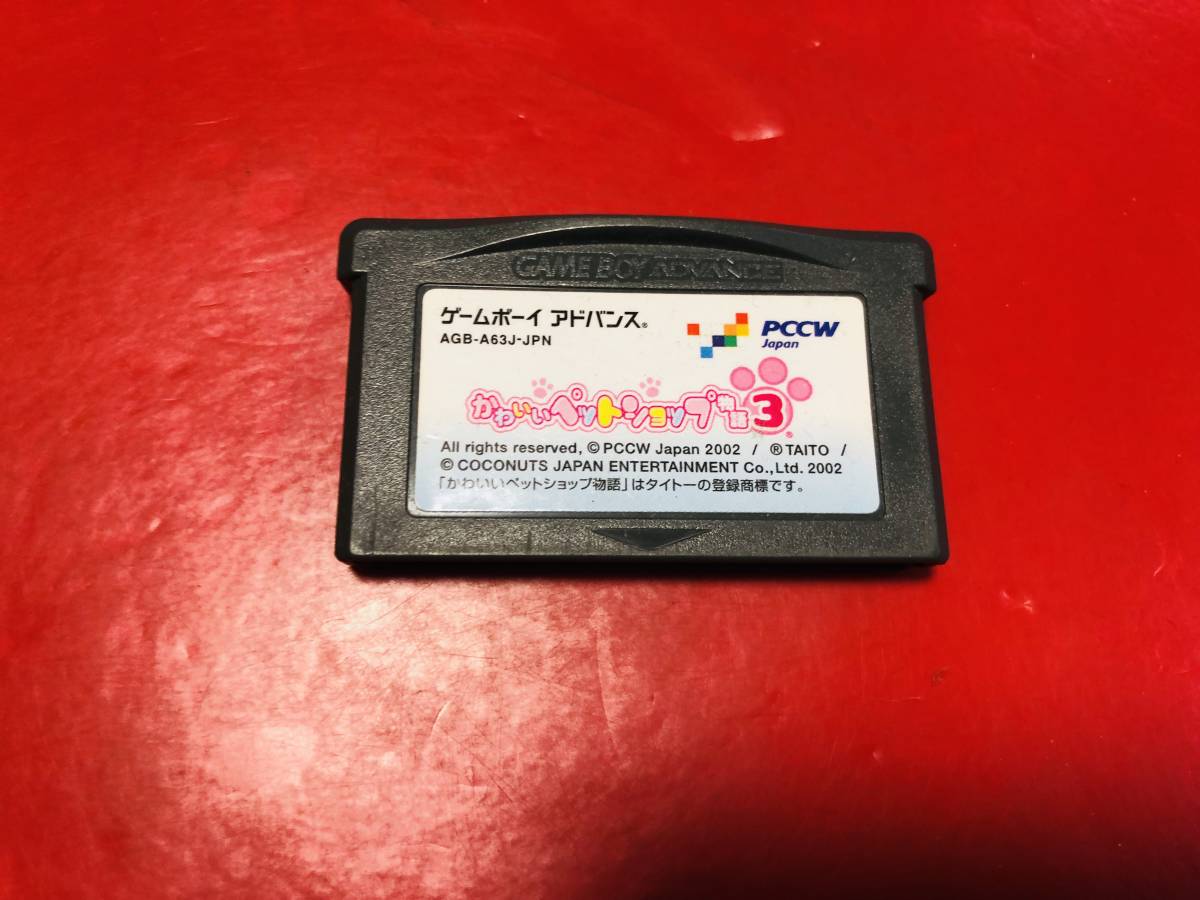 GAME BOY ADVANCE
ゲームボーイ アドバンス®
AGB-A63J-JPN
PCCW
Japan
かわいいペットショップ物語3®
All rights reserved, © PCCW Japan 2002 / ® TAITO /
© COCONUTS JAPAN ENTERTAINMENT Co.,Ltd. 2002
「かわいいペットショップ物語」はタイトーの登録商標です。